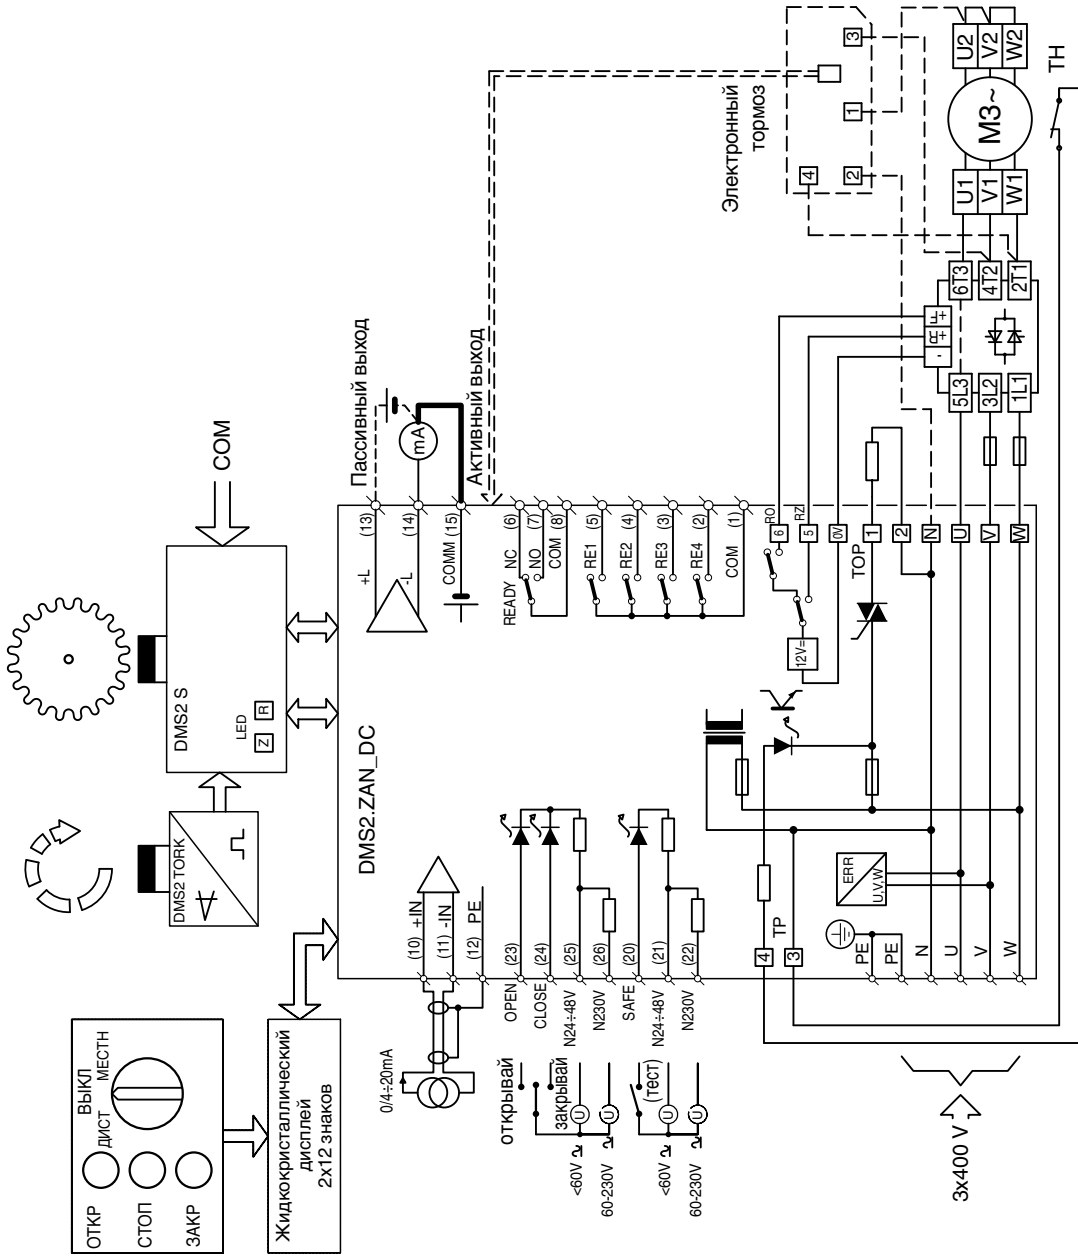 COM
DMS2 S
LED
Z
R
DMS2 TORK
ОТКР
СТОП
ЗАКР
ВЫКЛ
ДИСТ
МЕСТН
Жидкокристаллический
дисплей
2х12 знаков
DMS2.ZAN_DC
0/4÷20mA
(10) +IN
(11) -IN
(12) PE
OPEN (23)
CLOSE (24)
N24÷48V (25)
N230V (26)
SAFE (20)
N24÷48V (21)
N230V (22)
открывай
закрывай
U
U
<60V
60-230V
(тест)
U
U
<60V
60-230V
4
3
TP
ERR
U,V,W
PE
PE
N
U
V
W
3x400 V
Пассивный выход
Активный выход
mA
+L (13)
-L (14)
COMM (15)
READY
NC (6)
NO (7)
COM (8)
RE1 (5)
RE2 (4)
RE3 (3)
RE4 (2)
COM (1)
12V=
RO
6
RZ
5
0V
TOP
1
2
N
U
V
W
Электронный
тормоз
1
2
3
4
-
+R
+F
5L3
3L2
1L1
6T3
4T2
2T1
U1
V1
W1
M3~
U2
V2
W2
TH